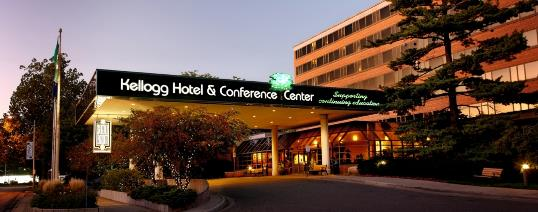 Kellogg Hotel & Conference Center
Supporting
continuing education